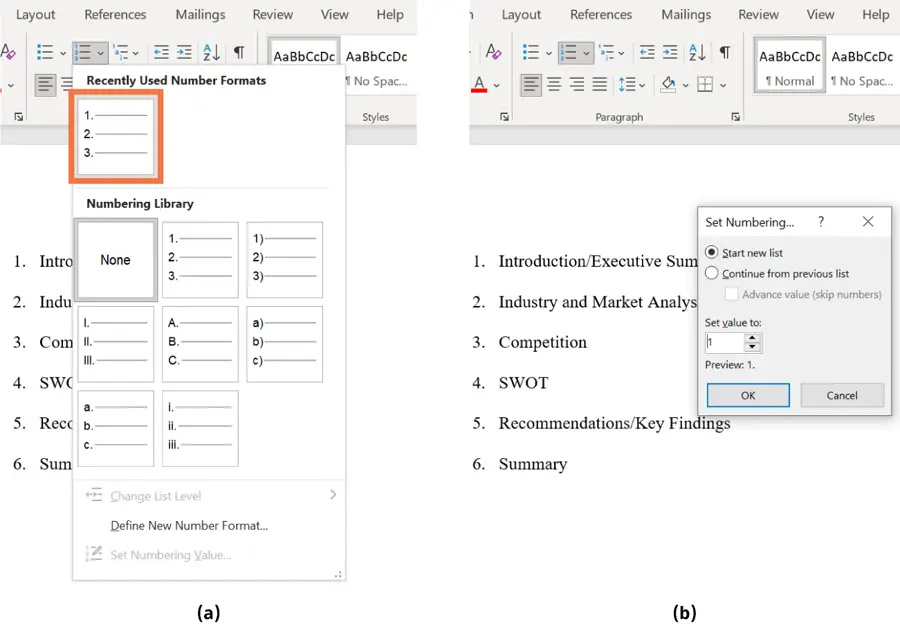 Layout References Mailings Review View Help
AaBbCcDc AaBbCcDc
¶ No Spac...
Styles
Recently Used Number Formats
1.
2.
3.
Numbering Library
None
1.
2.
3.
1)
2)
3)
I.
II.
III.
A.
B.
C.
a)
b)
c)
a.
b.
c.
i.
ii.
iii.
Change List Level
Define New Number Format...
Set Numbering Value...
1. Intro
2. Indu
3. Com
4. SWO
5. Reco
6. Sum
(a)
Layout References Mailings Review View Help
AaBbCcDc AaBbCcDc
¶ Normal ¶ No Spac...
Paragraph Styles
Set Numbering... ?
Start new list
Continue from previous list
Advance value (skip numbers)
Set value to:
1
Preview: 1.
OK Cancel
1. Introduction/Executive Sum
2. Industry and Market Analys
3. Competition
4. SWOT
5. Recommendations/Key Findings
6. Summary
(b)